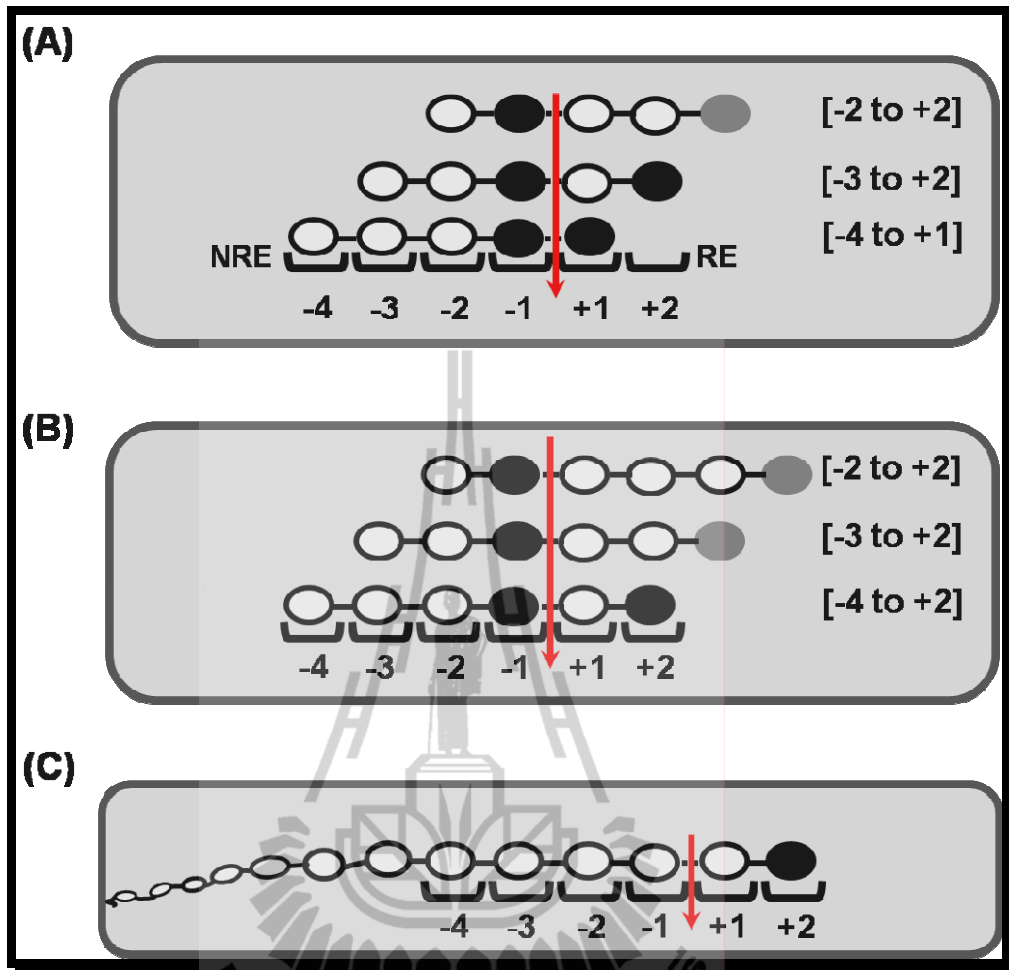 (A)
[-2 to +2]
[-3 to +2]
[-4 to +1]
NRE RE
-4 -3 -2 -1 +1 +2
(B)
[-2 to +2]
[-3 to +2]
[-4 to +2]
-4 -3 -2 -1 +1 +2
(C)
-4 -3 -2 -1 +1 +2